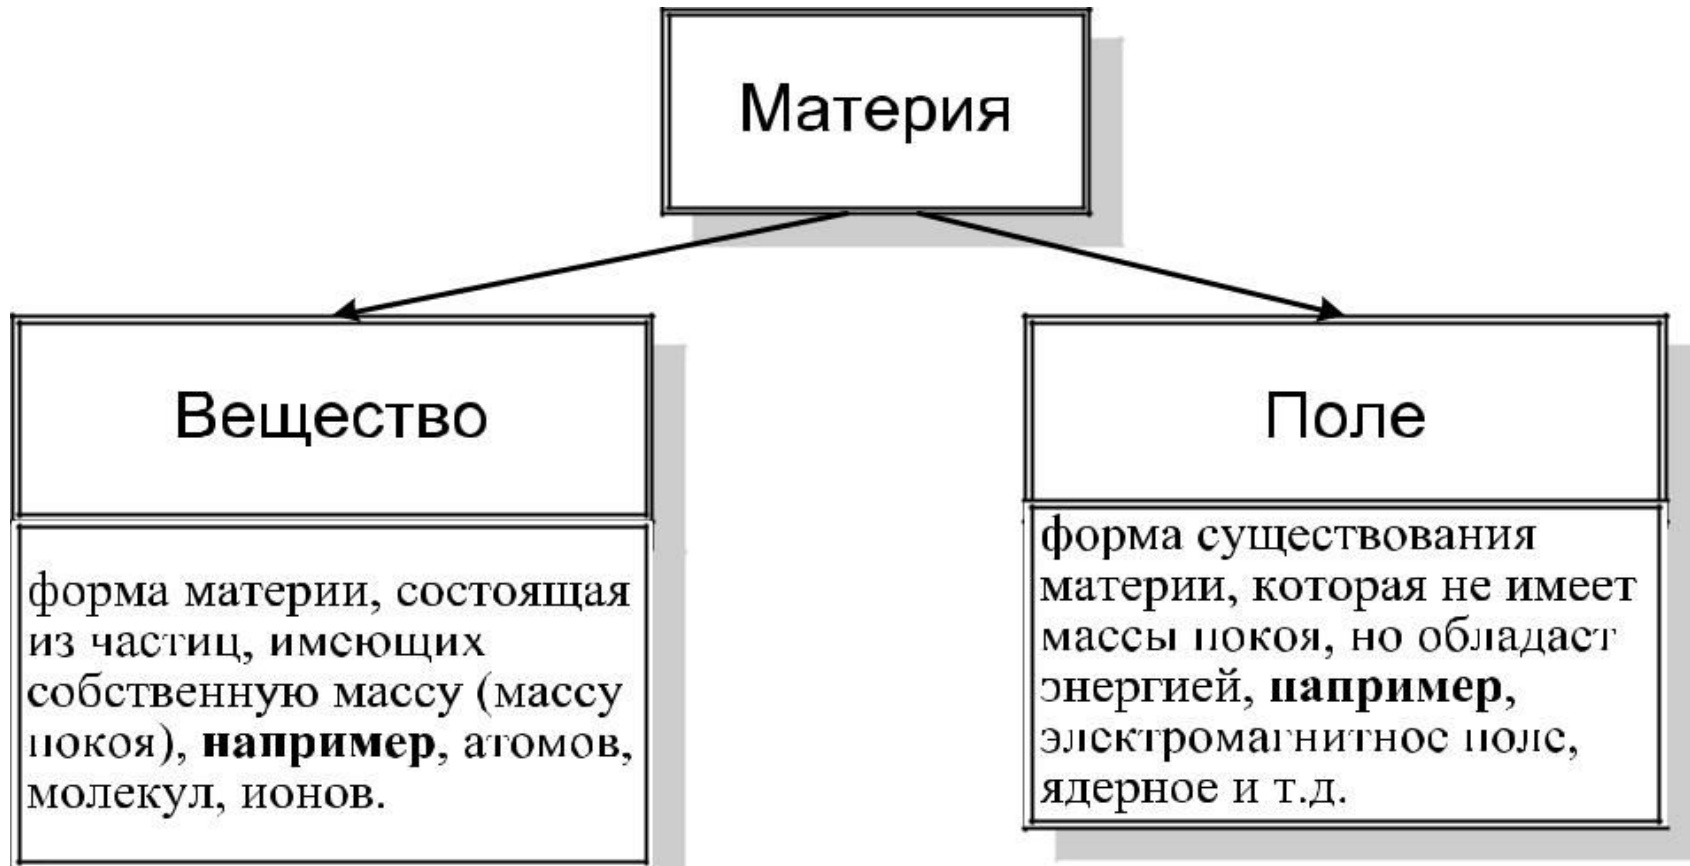 Материя
Вещество
форма материи, состоящая
из частиц, имеющих
собственную массу (массу
покоя), например, атомов,
молекул, ионов.
Поле
форма существования
материи, которая не имеет
массы покоя, но обладает
энергией, например,
электромагнитное поле,
ядерное и т.д.